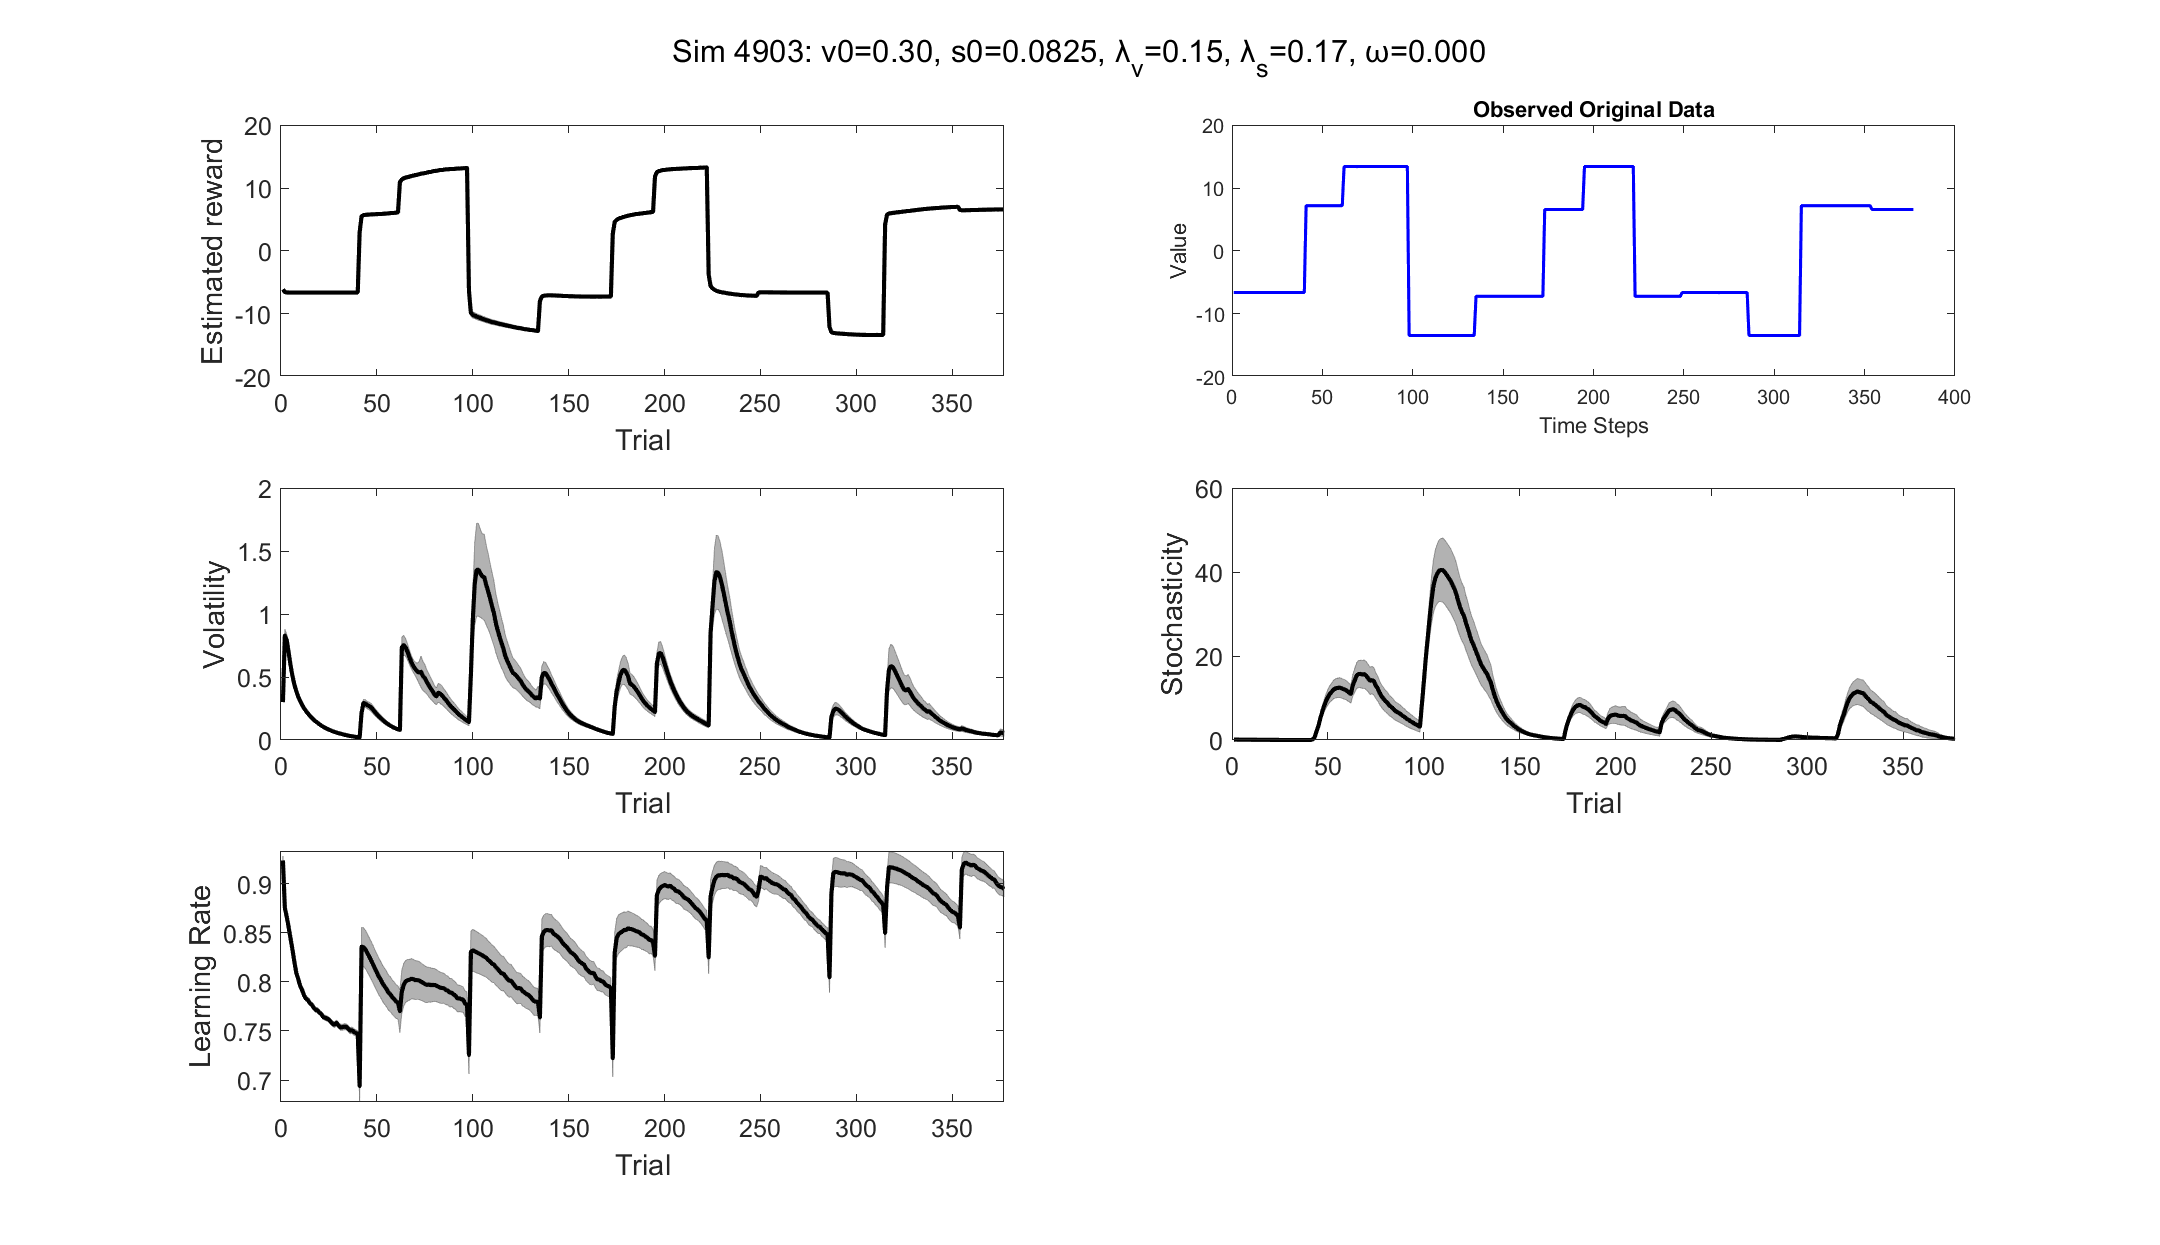 Sim 4903: v0=0.30, s0=0.0825, λv=0.15, λs=0.17, ω=0.000
Estimated reward
20
10
0
-10
-20
0 50 100 150 200 250 300 350
Trial
Observed Original Data
Value
20
10
0
-10
-20
0 50 100 150 200 250 300 350 400
Time Steps
Volatility
2
1.5
1
0.5
0
0 50 100 150 200 250 300 350
Trial
Stochasticity
60
40
20
0
0 50 100 150 200 250 300 350
Trial
Learning Rate
0.9
0.85
0.8
0.75
0.7
0 50 100 150 200 250 300 350
Trial